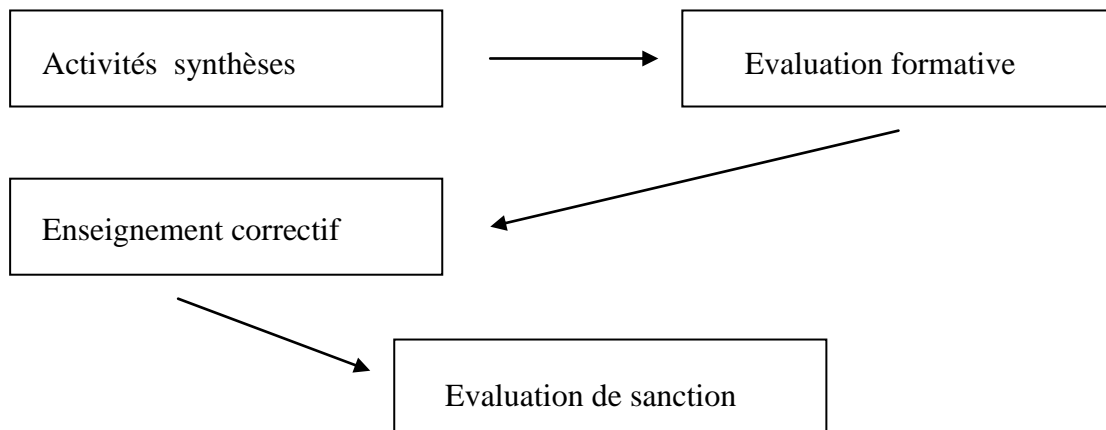 Activités synthèses
Evaluation formative
Enseignement correctif
Evaluation de sanction